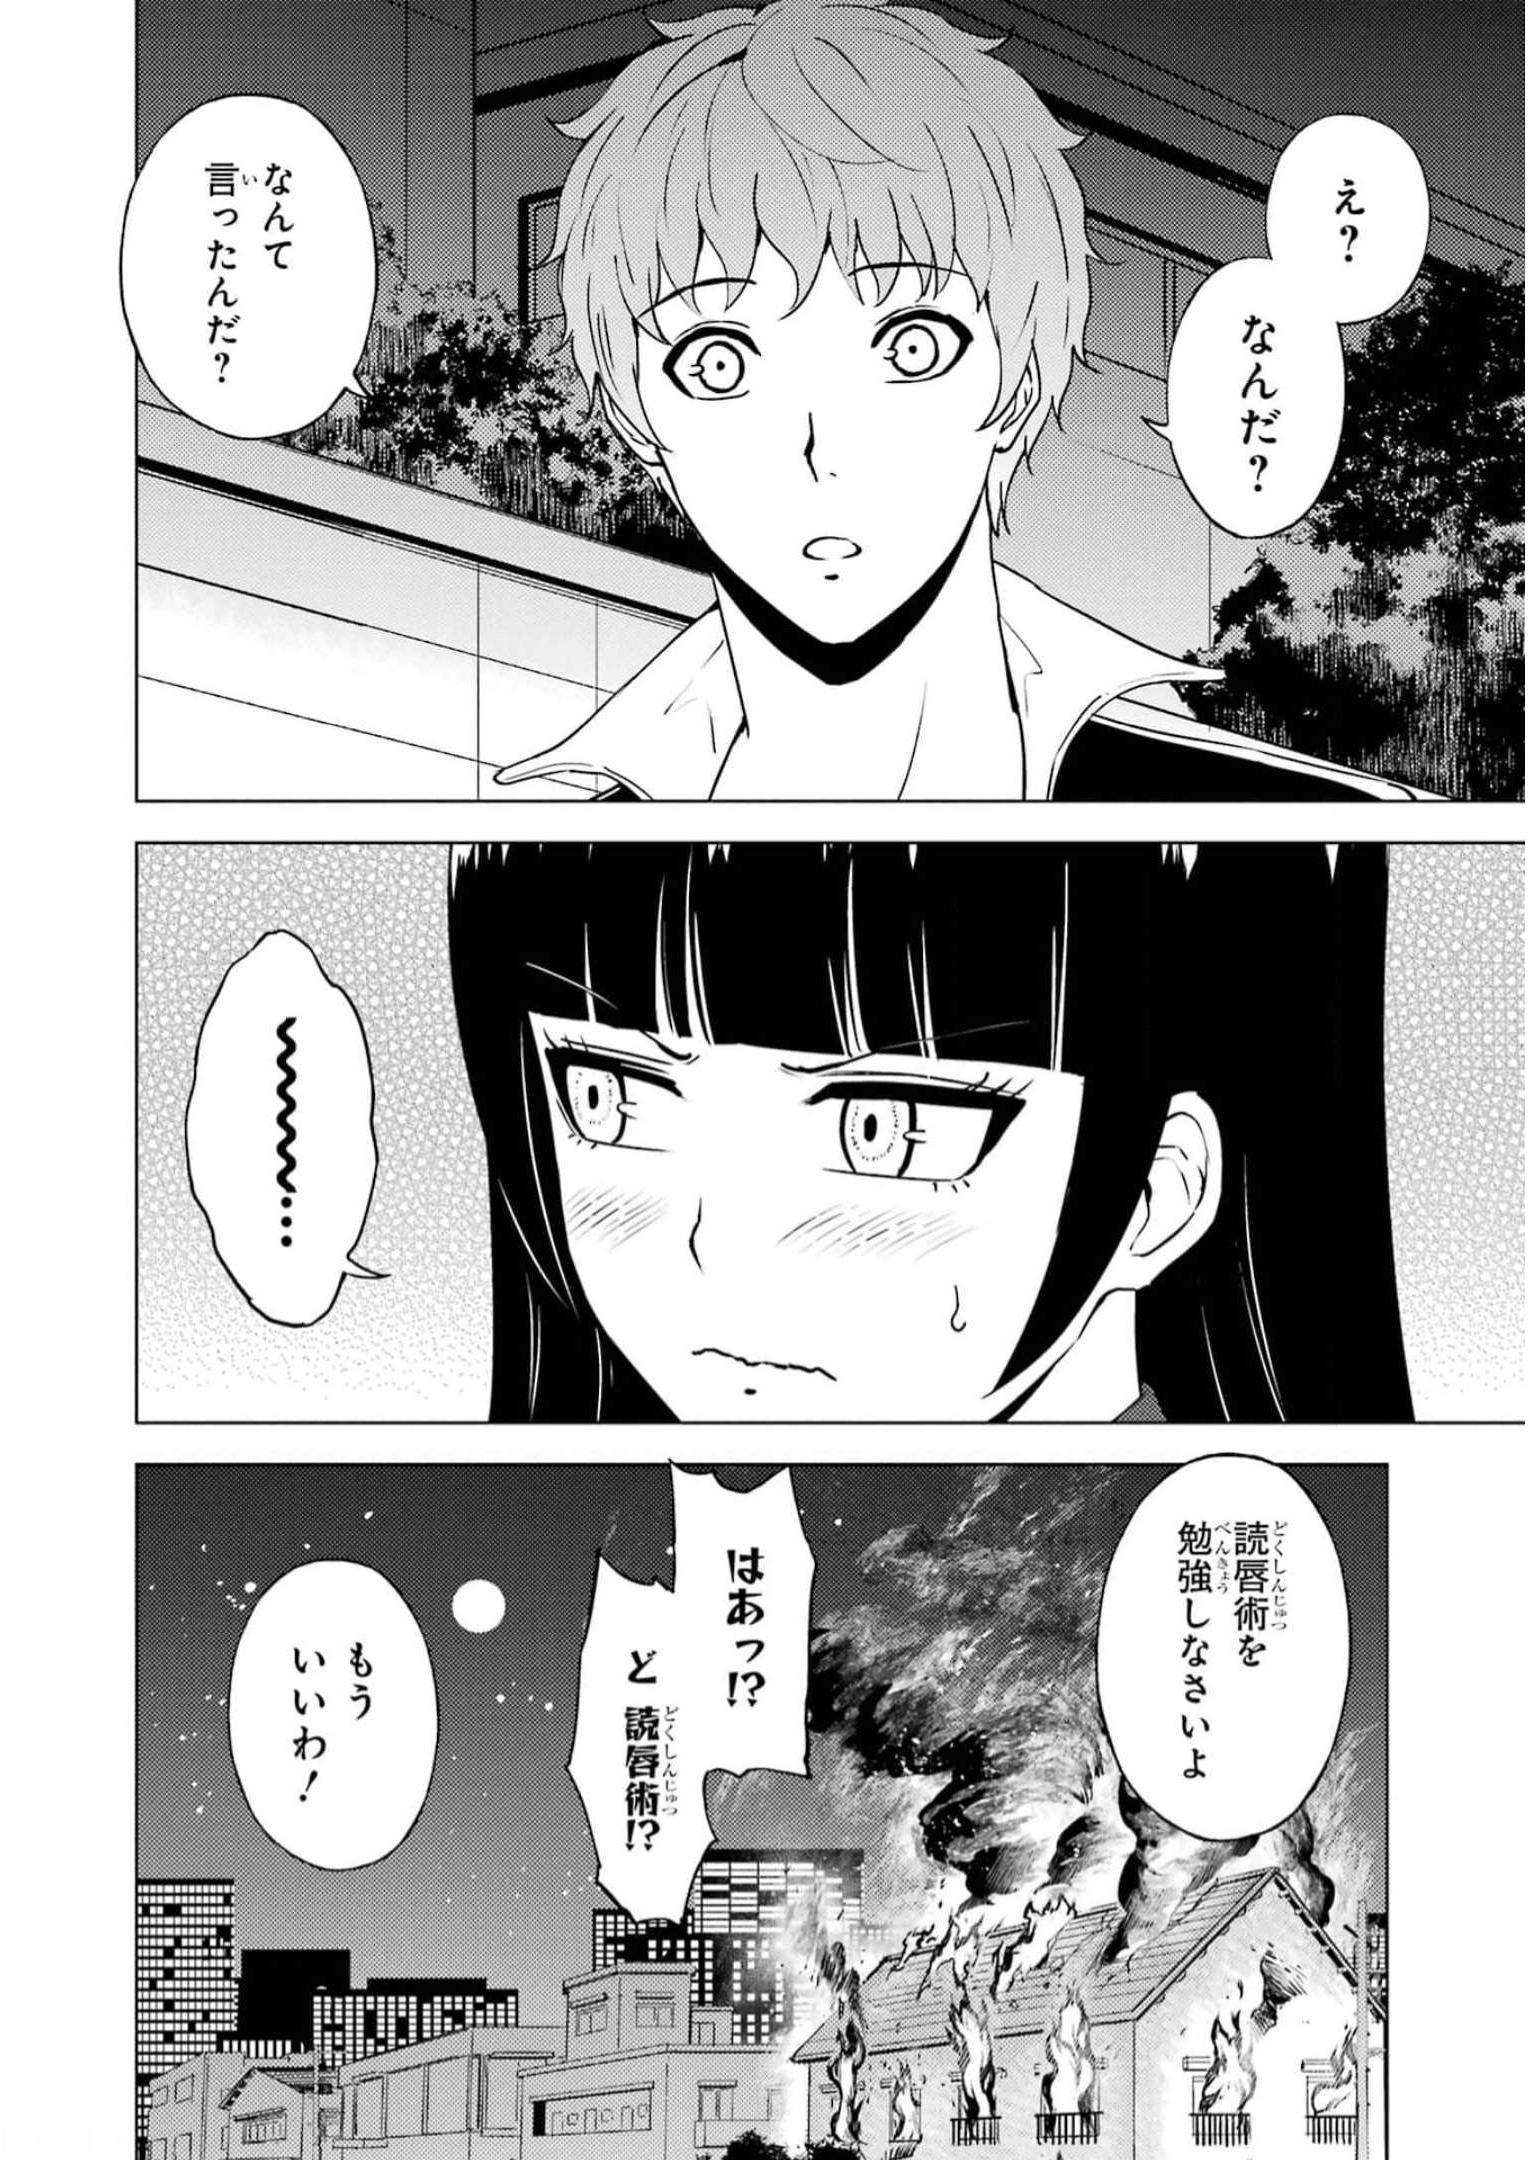 え？
なんだ？
なんて
言ったんだ？
〰〰〰…
読唇術を
勉強しなさいよ
はあっ!?
ど
読唇術!?
もう
いいわ！